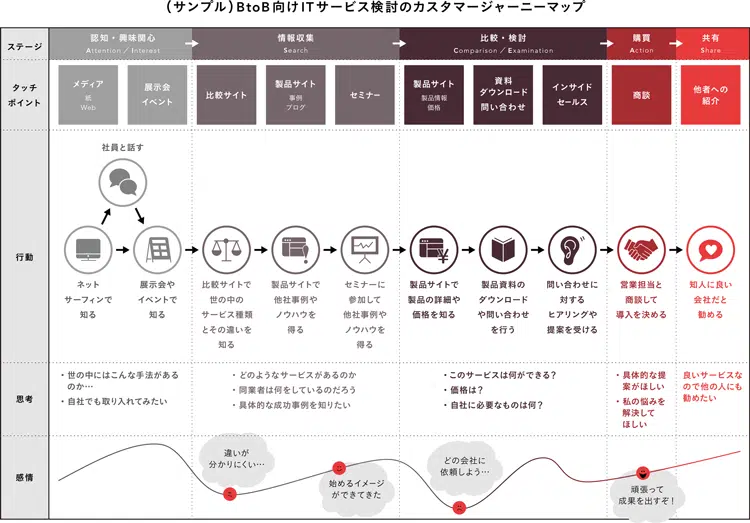 (サンプル)BtoB向けITサービス検討のカスタマージャーニーマップ
ステージ
認知・興味関心
Attention / Interest
情報収集
Search
比較・検討
Comparison / Examination
購買
Action
共有
Share
タッチ
ポイント
メディア
紙
Web
展示会
イベント
比較サイト
製品サイト
事例
ブログ
セミナー
製品サイト
製品情報
価格
資料
ダウンロード
問い合わせ
インサイド
セールス
商談
他者への
紹介
行動
社員と話す
ネット
サーフィンで
知る
展示会や
イベントで
知る
比較サイトで
世の中の
サービス種類
とその違いを
知る
製品サイトで
他社事例や
ノウハウを
得る
セミナーに
参加して
他社事例や
ノウハウを
得る
製品サイトで
製品の詳細や
価格を知る
製品資料の
ダウンロード
や問い合わせ
を行う
問い合わせに
対する
ヒアリングや
提案を受ける
営業担当と
商談して
導入を決める
知人に良い
会社だと
勧める
思考
・世の中にはこんな手法がある
のか…
・自社でも取り入れてみたい
・どのようなサービスがあるのか
・同業者は何をしているのだろう
・具体的な成功事例を知りたい
・このサービスは何ができる?
・価格は?
・自社に必要なものは何?
・具体的な提
案がほしい
・私の悩みを
解決して
ほしい
良いサービスな
ので他の人にも
勧めたい
感情
違いが
分かりにくい…
始めるイメージ
ができてきた
どの会社に
依頼しよう…
頑張って
成果を出すぞ!